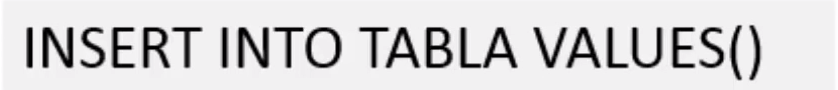 INSERT INTO TABLA VALUES()